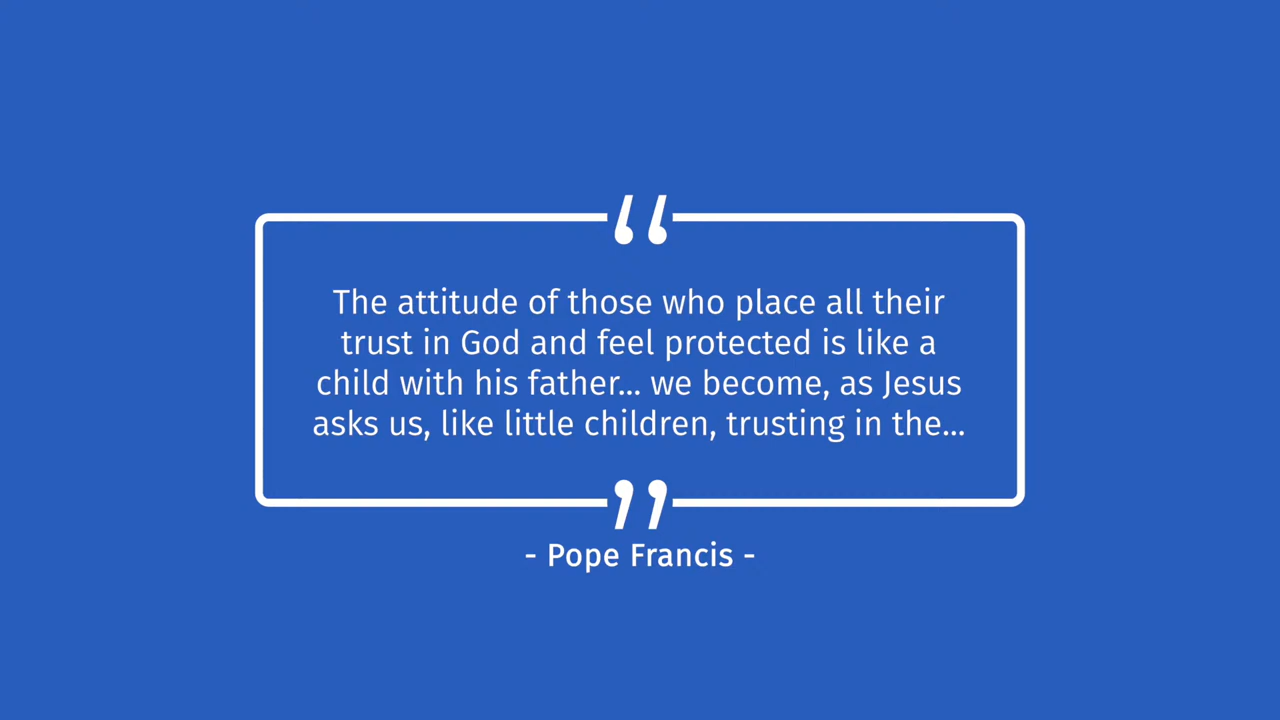 “
The attitude of those who place all their
trust in God and feel protected is like a
child with his father... we become, as Jesus
asks us, like little children, trusting in the...
”
- Pope Francis -